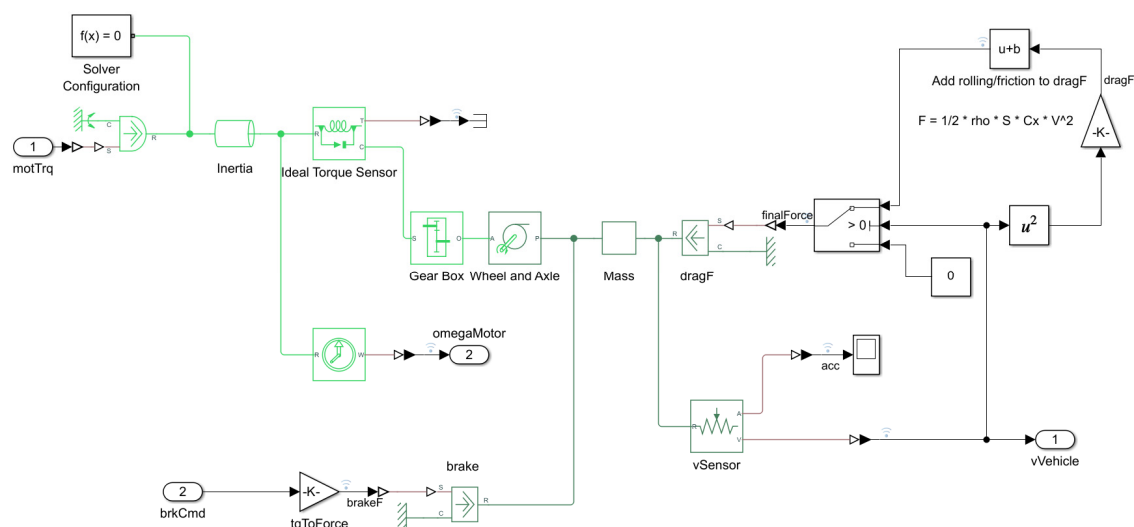 f(x) = 0
Solver
Configuration
C
S
R
1
motTrq
Inertia
R
T
C
Ideal Torque Sensor
u+b
Add rolling/friction to dragF
dragF
F = 1/2 * rho * S * Cx * V^2
-K-
S
O
Gear Box
A
P
Wheel and Axle
Mass
R
S
C
dragF
finalForce
> 0
u²
0
R
W
omegaMotor
2
acc
R
A
V
vSensor
1
vVehicle
2
brkCmd
-K-
tqToForce
brakeF
brake
S
C
R